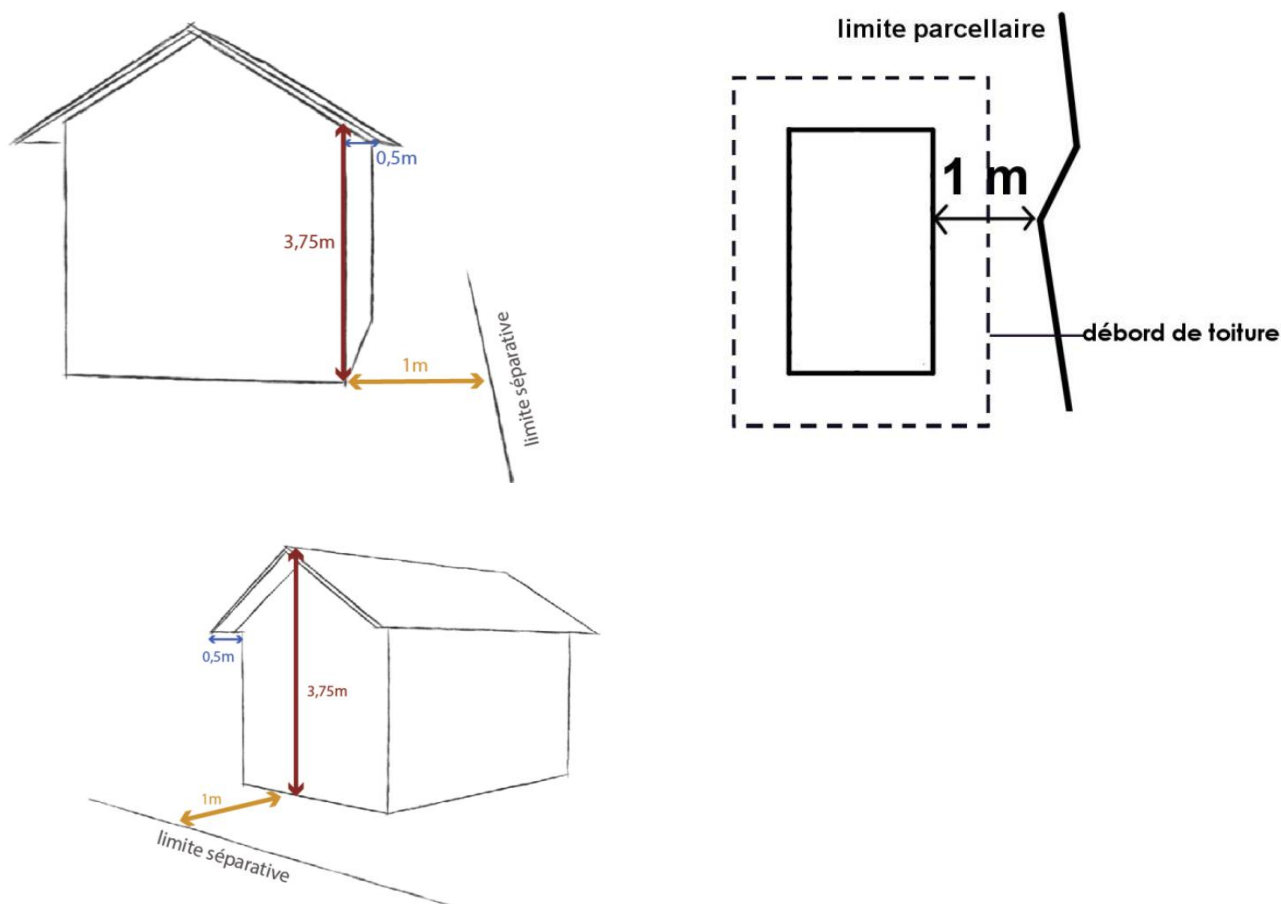 0,5m
3,75m
1m
limite séparative
limite parcellaire
1 m
débord de toiture
0,5m
3,75m
1m
limite séparative